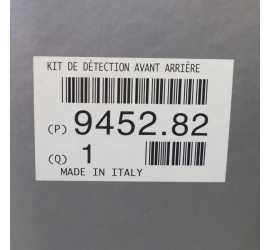 KIT DE DÉTECTION AVANT ARRIÈRE
(P) 9452.82
(Q) 1
MADE IN ITALY